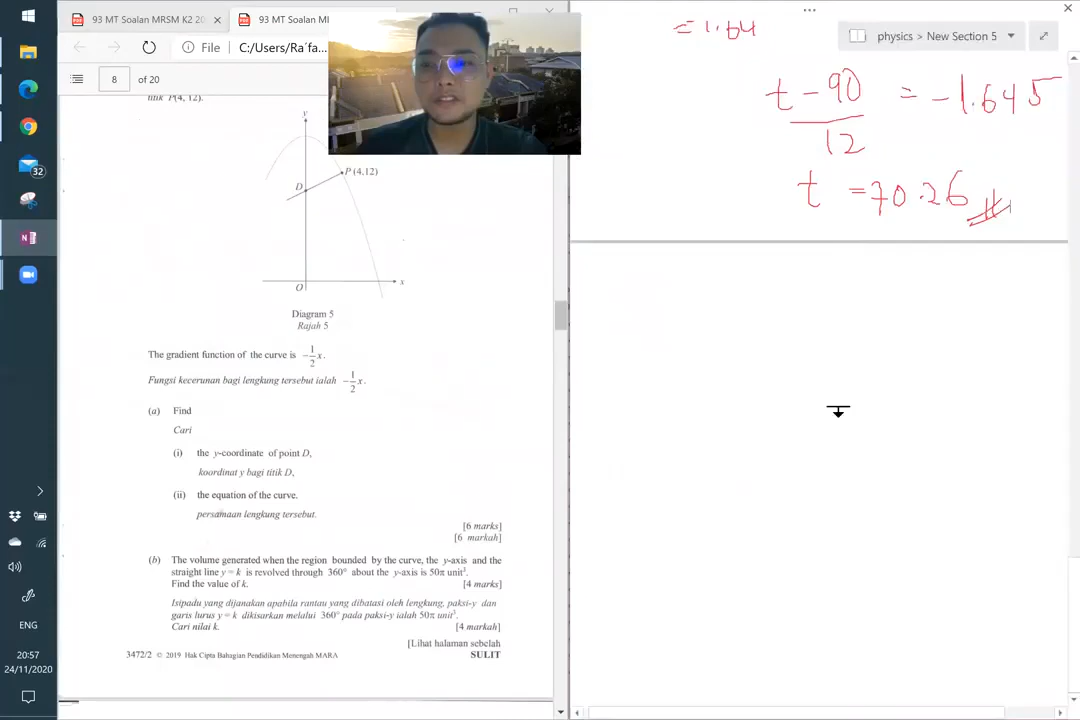 93 MT Soalan MRSM K2 20
93 MT Soalan MI
File
C:/Users/Ra´fa...
8 of 20
titik P(4, 12).
y
P (4,12)
D
O
x
Diagram 5
Rajah 5
The gradient function of the curve is −1/2 x.
Fungsi kecerunan bagi lengkung tersebut ialah −1/2 x.
(a) Find
Cari
(i) the y-coordinate of point D,
koordinat y bagi titik D,
(ii) the equation of the curve.
persamaan lengkung tersebut.
[6 marks]
[6 markah]
(b) The volume generated when the region bounded by the curve, the y-axis and the
straight line y = k is revolved through 360° about the y-axis is 50π unit³.
Find the value of k.
[4 marks]
Isipadu yang dijanakan apabila rantau yang dibatasi oleh lengkung, paksi-y dan
garis lurus y = k dikisarkan melalui 360° pada paksi-y ialah 50π unit³.
Cari nilai k.
[4 markah]
[Lihat halaman sebelah
3472/2 © 2019 Hak Cipta Bahagian Pendidikan Menengah MARA
SULIT
= 1.64
physics > New Section 5
t − 90 / 12 = −1.645
t = 70.26
32
N
ENG
20:57
24/11/2020